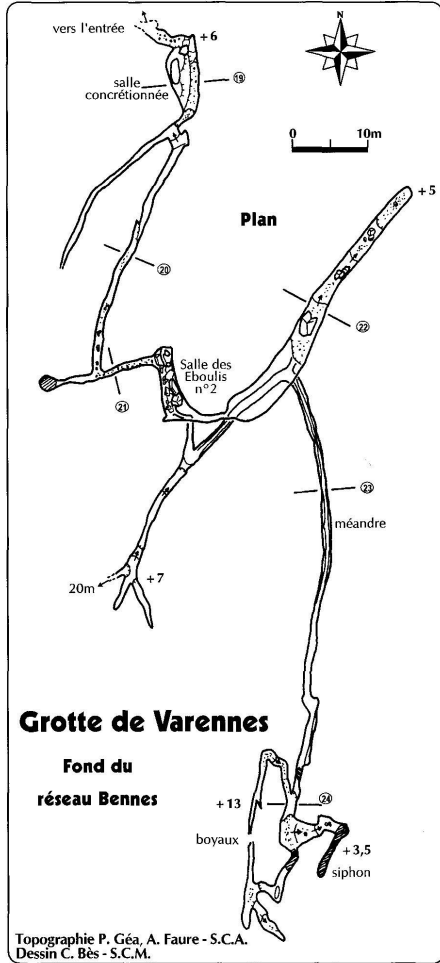 vers l'entrée
+6
N
salle
concrétionnée
19
0 10m
Plan
+5
20
22
Salle des
Eboulis
n°2
21
23
méandre
20m
+7
Grotte de Varennes
Fond du
réseau Bennes
+13
24
boyaux
+3,5
siphon
Topographie P. Géa, A. Faure - S.C.A.
Dessin C. Bès - S.C.M.